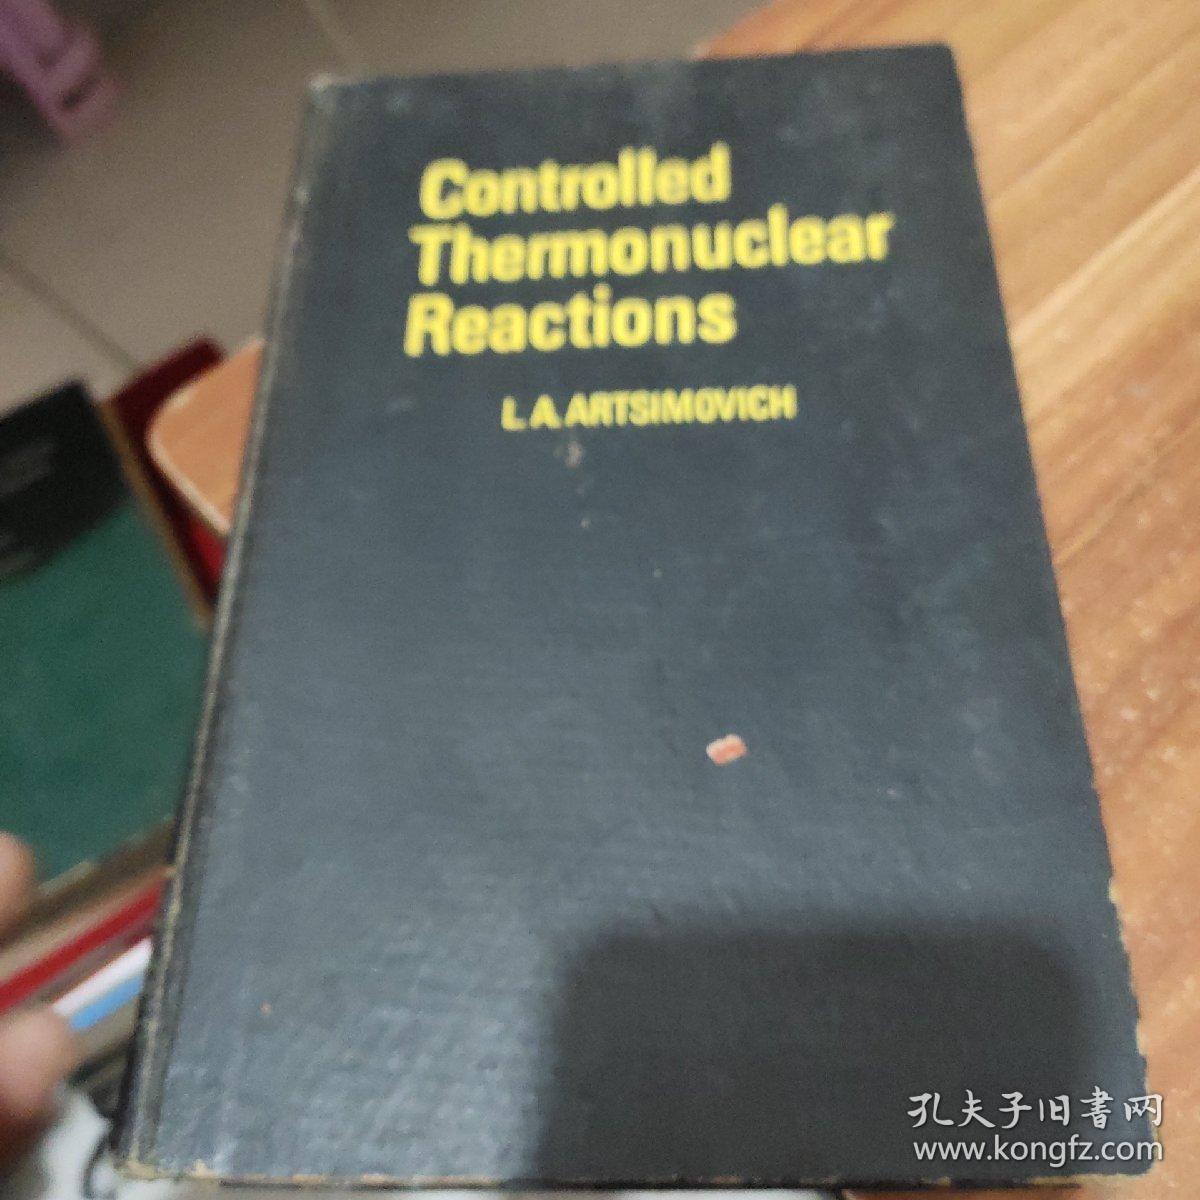 Controlled
Thermonuclear
Reactions
L. A. ARTSIMOVICH
孔夫子旧書网
www.kongfz.com